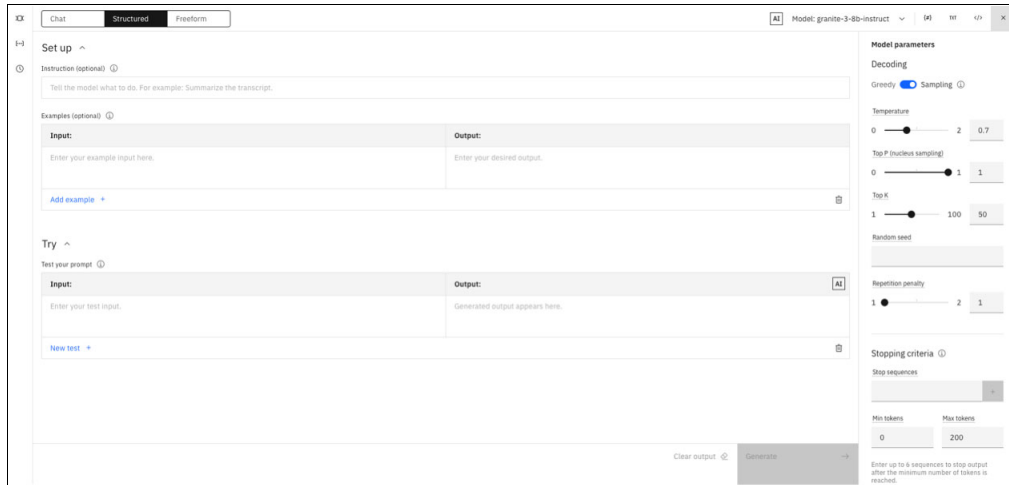 Chat
Structured
Freeform
AI
Model: granite-3-8b-instruct
{#}
TXT
</>
Set up
Instruction (optional)
Tell the model what to do. For example: Summarize the transcript.
Examples (optional)
Input:
Output:
Enter your example input here.
Enter your desired output.
Add example +
Try
Test your prompt
Input:
Output:
AI
Enter your test input.
Generated output appears here.
New test +
Clear output
Generate
Model parameters
Decoding
Greedy
Sampling
Temperature
0
2
0.7
Top P (nucleus sampling)
0
1
1
Top K
1
100
50
Random seed
Repetition penalty
1
2
1
Stopping criteria
Stop sequences
+
Min tokens
Max tokens
0
200
Enter up to 6 sequences to stop output
after the minimum number of tokens is
reached.